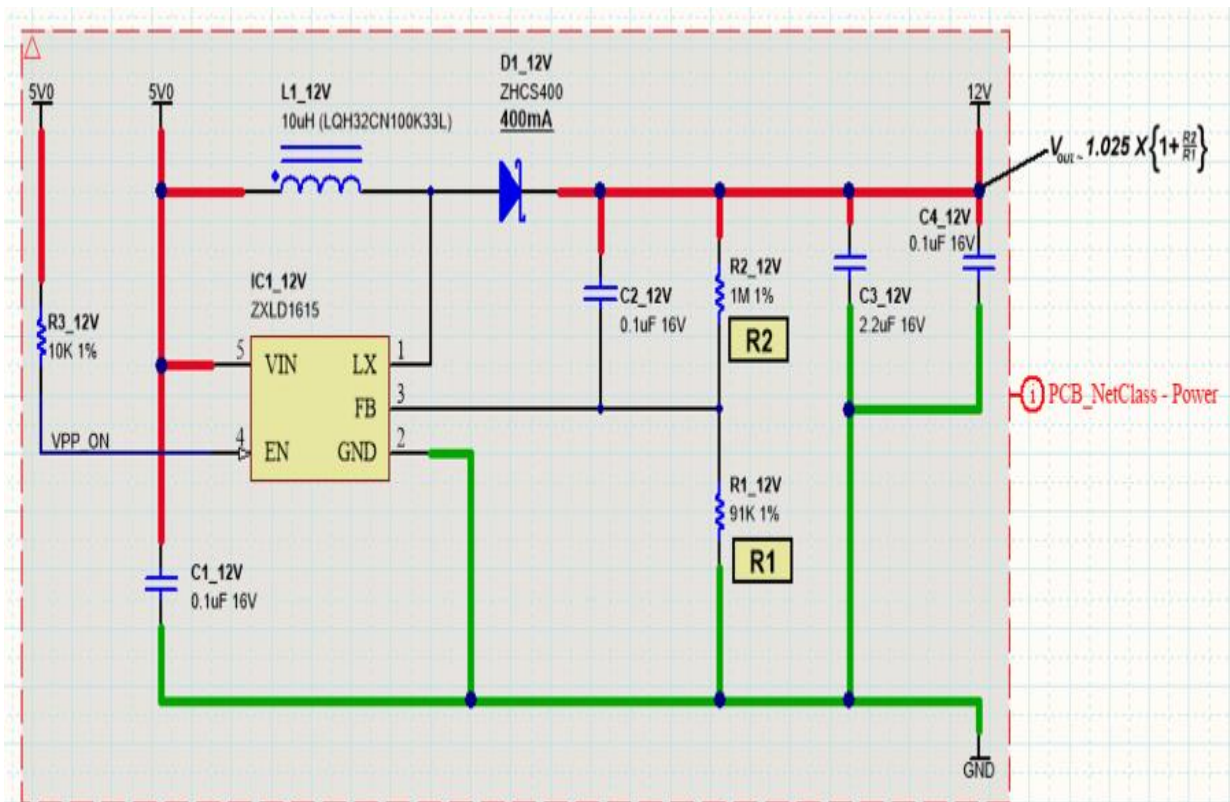 D1_12V
ZHCS400
400mA
5V0
5V0
L1_12V
10uH (LQH32CN100K33L)
12V
Vout ~ 1.025 X{1+R2/R1}
C4_12V
0.1uF 16V
R2_12V
1M 1%
R2
C2_12V
0.1uF 16V
C3_12V
2.2uF 16V
IC1_12V
ZXLD1615
R3_12V
10K 1%
5
VIN
LX
1
FB
3
4
EN
GND
2
VPP_ON
PCB_NetClass - Power
i
R1_12V
91K 1%
R1
C1_12V
0.1uF 16V
GND